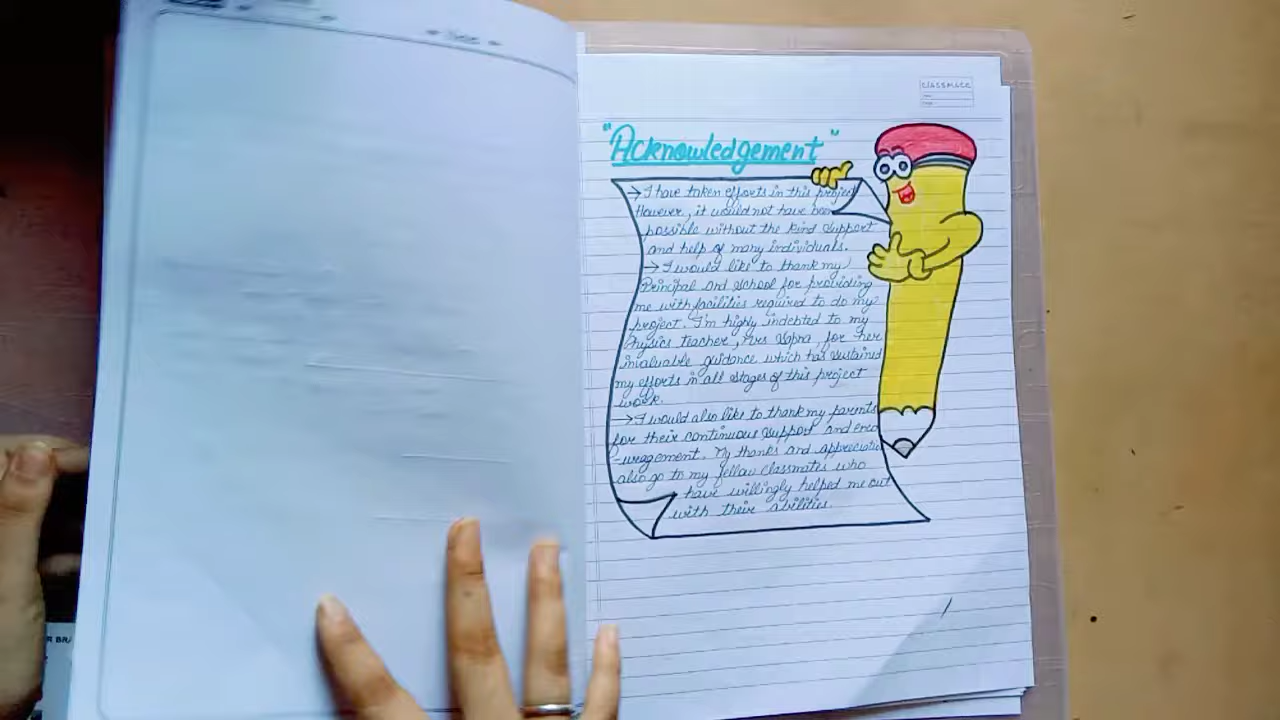 CLASSMATE
"Acknowledgement"
→ I have taken efforts in this project
However, it would not have been
possible without the kind support
and help of many individuals.
→ I would like to thank my
Principal and school for providing
me with facilities required to do my
project. I'm highly indebted to my
Physics teacher, Mrs for her
invaluable guidance which has sustained
my efforts in all stages of this project
work.
→ I would also like to thank my parents
for their continuous support and enco
-uragement. My thanks and appreciatio
also go to my fellow classmates who
have willingly helped me out
with their abilities.
R BRA